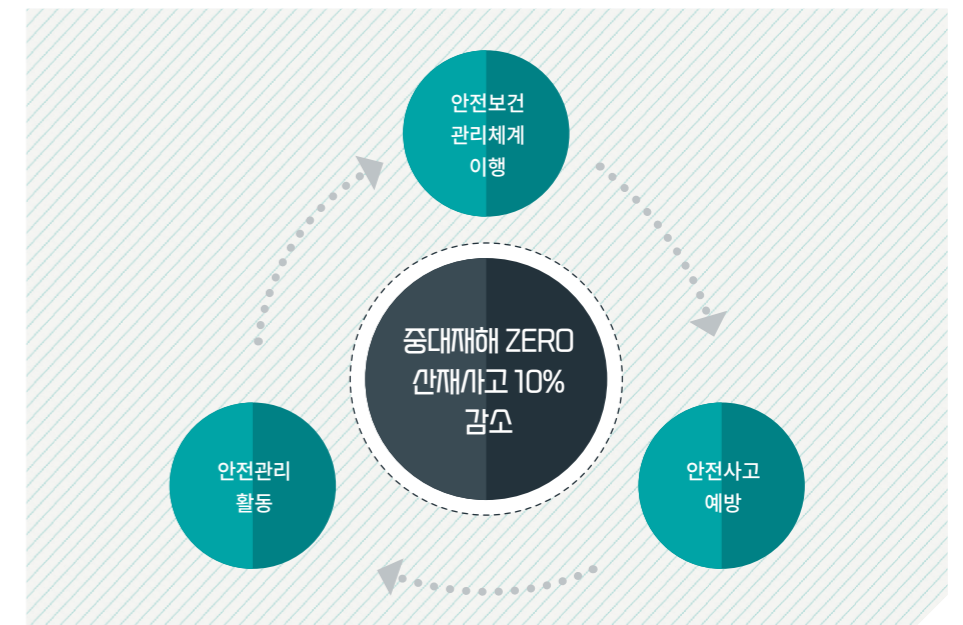 안전보건
관리체계
이행
중대재해 ZERO
산재사고 10%
감소
안전관리
활동
안전사고
예방